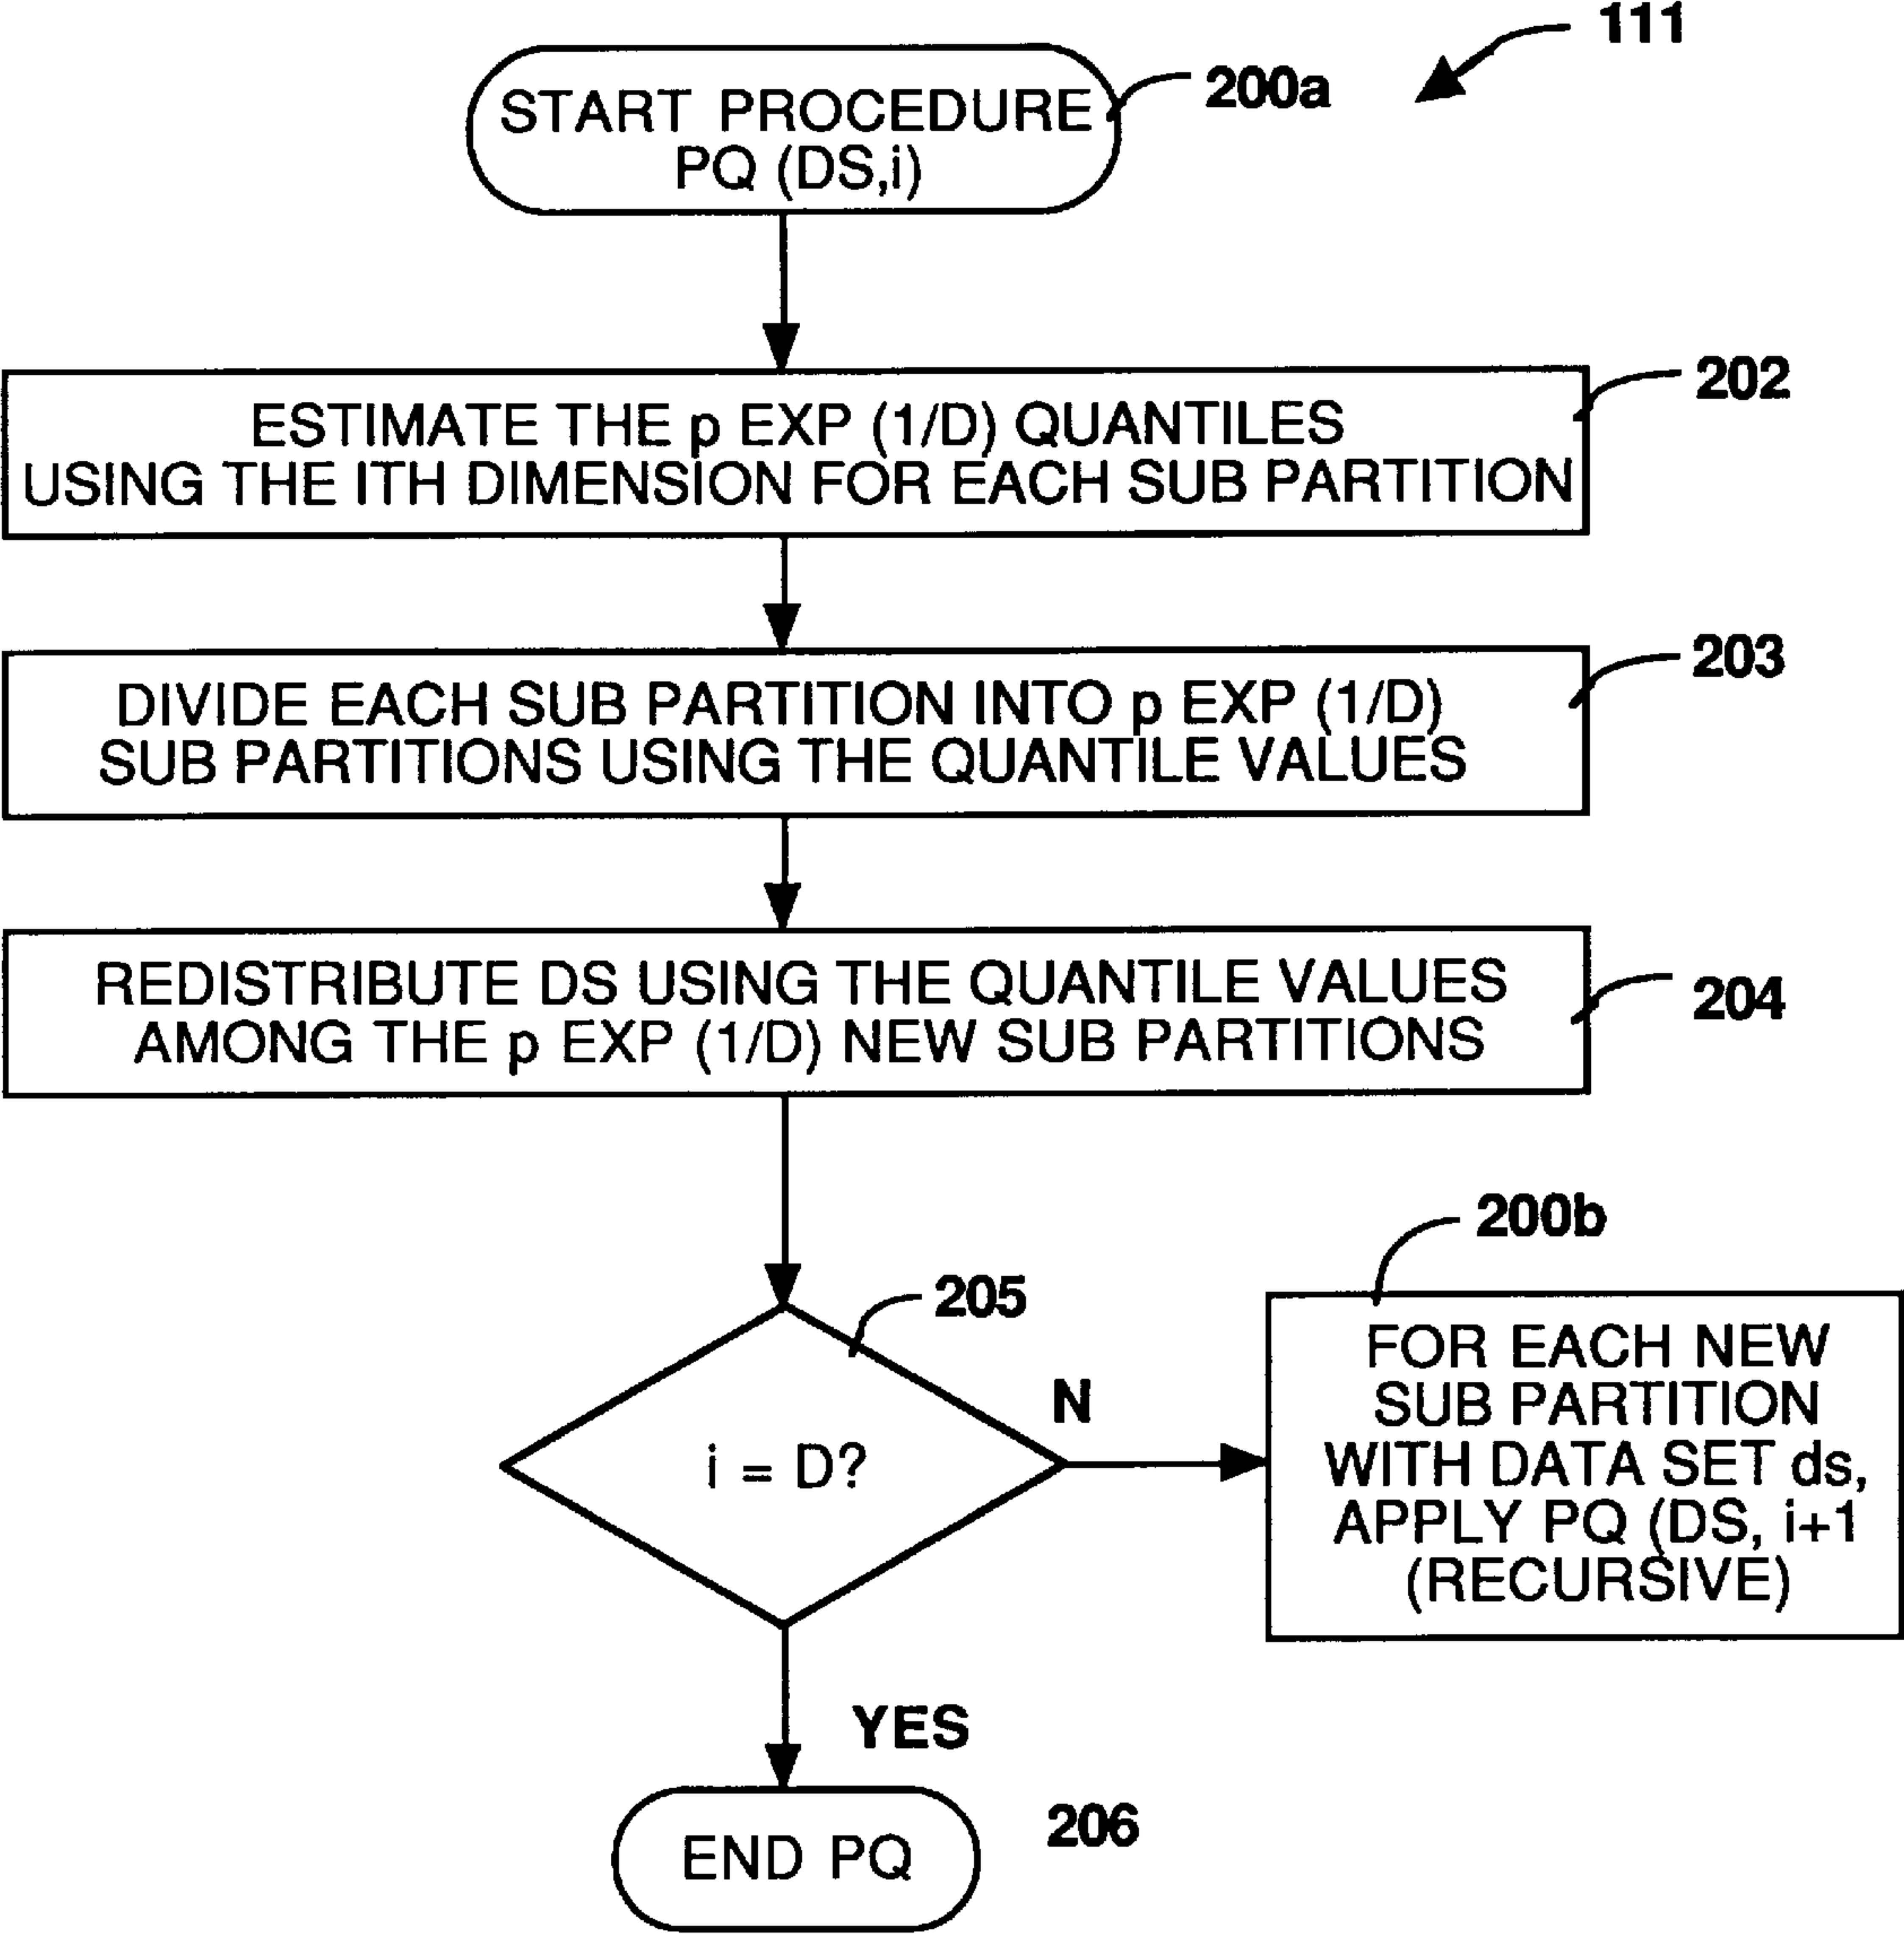 111
START PROCEDURE
PQ (DS,i)
200a
202
ESTIMATE THE p EXP (1/D) QUANTILES
USING THE ITH DIMENSION FOR EACH SUB PARTITION
203
DIVIDE EACH SUB PARTITION INTO p EXP (1/D)
SUB PARTITIONS USING THE QUANTILE VALUES
REDISTRIBUTE DS USING THE QUANTILE VALUES
AMONG THE p EXP (1/D) NEW SUB PARTITIONS
204
200b
205
N
i = D?
FOR EACH NEW
SUB PARTITION
WITH DATA SET ds,
APPLY PQ (DS, i+1
(RECURSIVE)
YES
206
END PQ